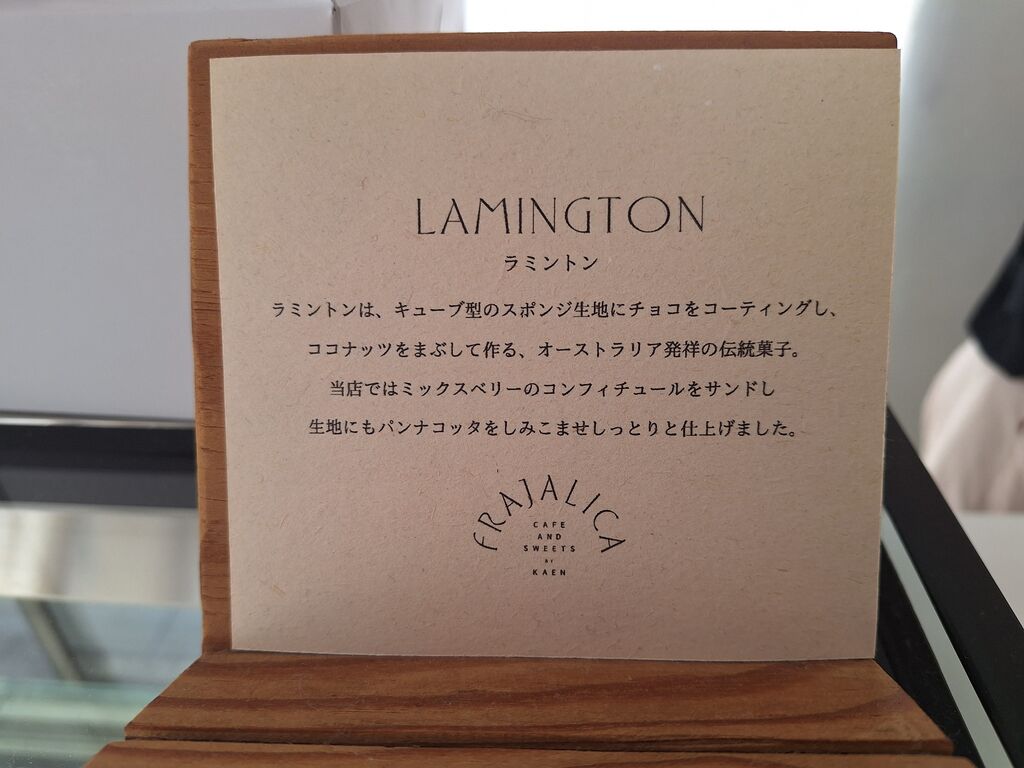 LAMINGTON
ラミントン
ラミントンは、キューブ型のスポンジ生地にチョコをコーティングし、
ココナッツをまぶして作る、オーストラリア発祥の伝統菓子。
当店ではミックスベリーのコンフィチュールをサンドし
生地にもパンナコッタをしみこませしっとりと仕上げました。
FRAJALICA
CAFE
AND
SWEETS
BY
KAEN